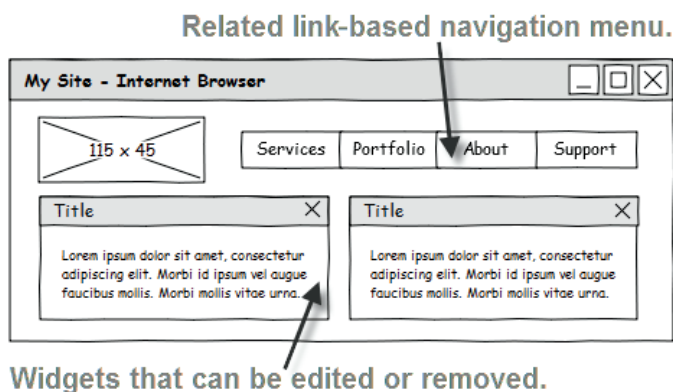 Related link-based navigation menu.
My Site - Internet Browser
115 x 45
Services Portfolio About Support
Title
Lorem ipsum dolor sit amet, consectetur
adipiscing elit. Morbi id ipsum vel augue
faucibus mollis. Morbi mollis vitae urna.
Title
Lorem ipsum dolor sit amet, consectetur
adipiscing elit. Morbi id ipsum vel augue
faucibus mollis. Morbi mollis vitae urna.
Widgets that can be edited or removed.